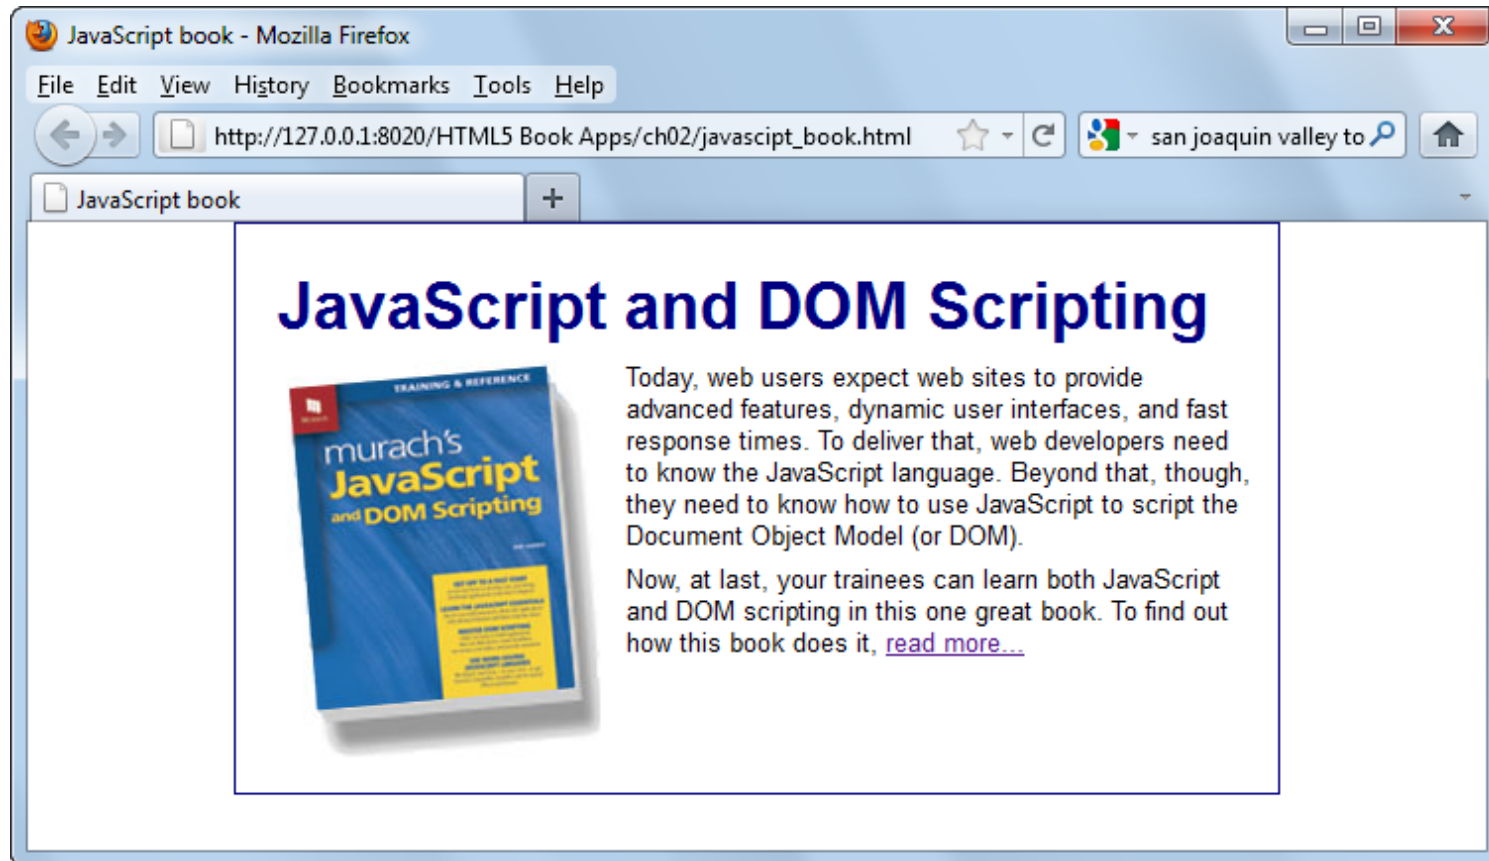 JavaScript book - Mozilla Firefox
File Edit View History Bookmarks Tools Help
http://127.0.0.1:8020/HTML5 Book Apps/ch02/javascipt_book.html
san joaquin valley to
JavaScript book
JavaScript and DOM Scripting
TRAINING & REFERENCE
murach's
JavaScript
and DOM Scripting
Today, web users expect web sites to provide
advanced features, dynamic user interfaces, and fast
response times. To deliver that, web developers need
to know the JavaScript language. Beyond that, though,
they need to know how to use JavaScript to script the
Document Object Model (or DOM).
Now, at last, your trainees can learn both JavaScript
and DOM scripting in this one great book. To find out
how this book does it, read more...